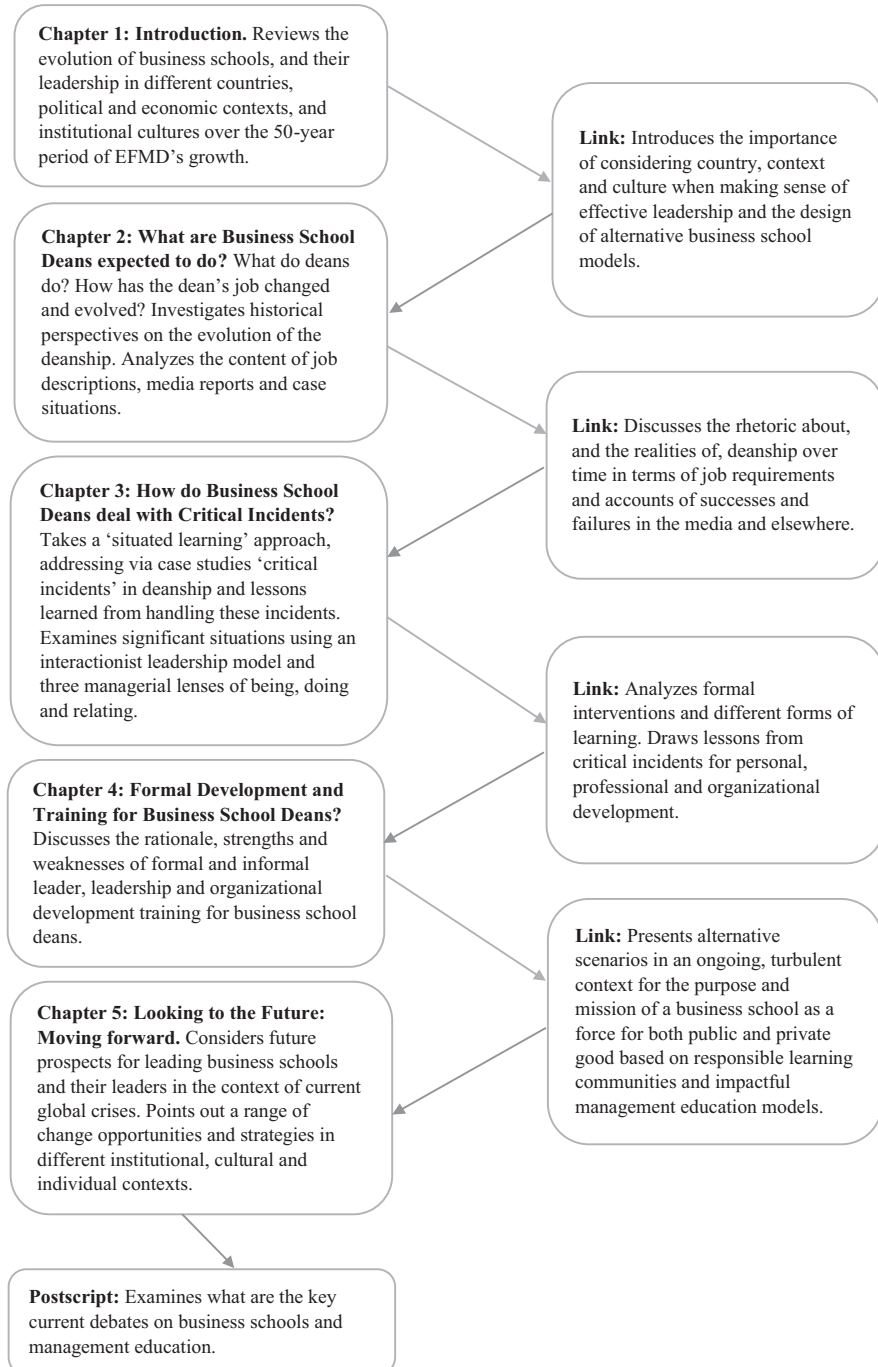 Chapter 1: Introduction. Reviews the
evolution of business schools, and their
leadership in different countries,
political and economic contexts, and
institutional cultures over the 50-year
period of EFMD’s growth.
Link: Introduces the importance
of considering country, context
and culture when making sense of
effective leadership and the design
of alternative business school
models.
Chapter 2: What are Business School
Deans expected to do? What do deans
do? How has the dean’s job changed
and evolved? Investigates historical
perspectives on the evolution of the
deanship. Analyzes the content of job
descriptions, media reports and case
situations.
Link: Discusses the rhetoric about,
and the realities of, deanship over
time in terms of job requirements
and accounts of successes and
failures in the media and elsewhere.
Chapter 3: How do Business School
Deans deal with Critical Incidents?
Takes a ‘situated learning’ approach,
addressing via case studies ‘critical
incidents’ in deanship and lessons
learned from handling these incidents.
Examines significant situations using an
interactionist leadership model and
three managerial lenses of being, doing
and relating.
Link: Analyzes formal
interventions and different forms of
learning. Draws lessons from
critical incidents for personal,
professional and organizational
development.
Chapter 4: Formal Development and
Training for Business School Deans?
Discusses the rationale, strengths and
weaknesses of formal and informal
leader, leadership and organizational
development training for business school
deans.
Link: Presents alternative
scenarios in an ongoing, turbulent
context for the purpose and
mission of a business school as a
force for both public and private
good based on responsible learning
communities and impactful
management education models.
Chapter 5: Looking to the Future:
Moving forward. Considers future
prospects for leading business schools
and their leaders in the context of current
global crises. Points out a range of
change opportunities and strategies in
different institutional, cultural and
individual contexts.
Postscript: Examines what are the key
current debates on business schools and
management education.